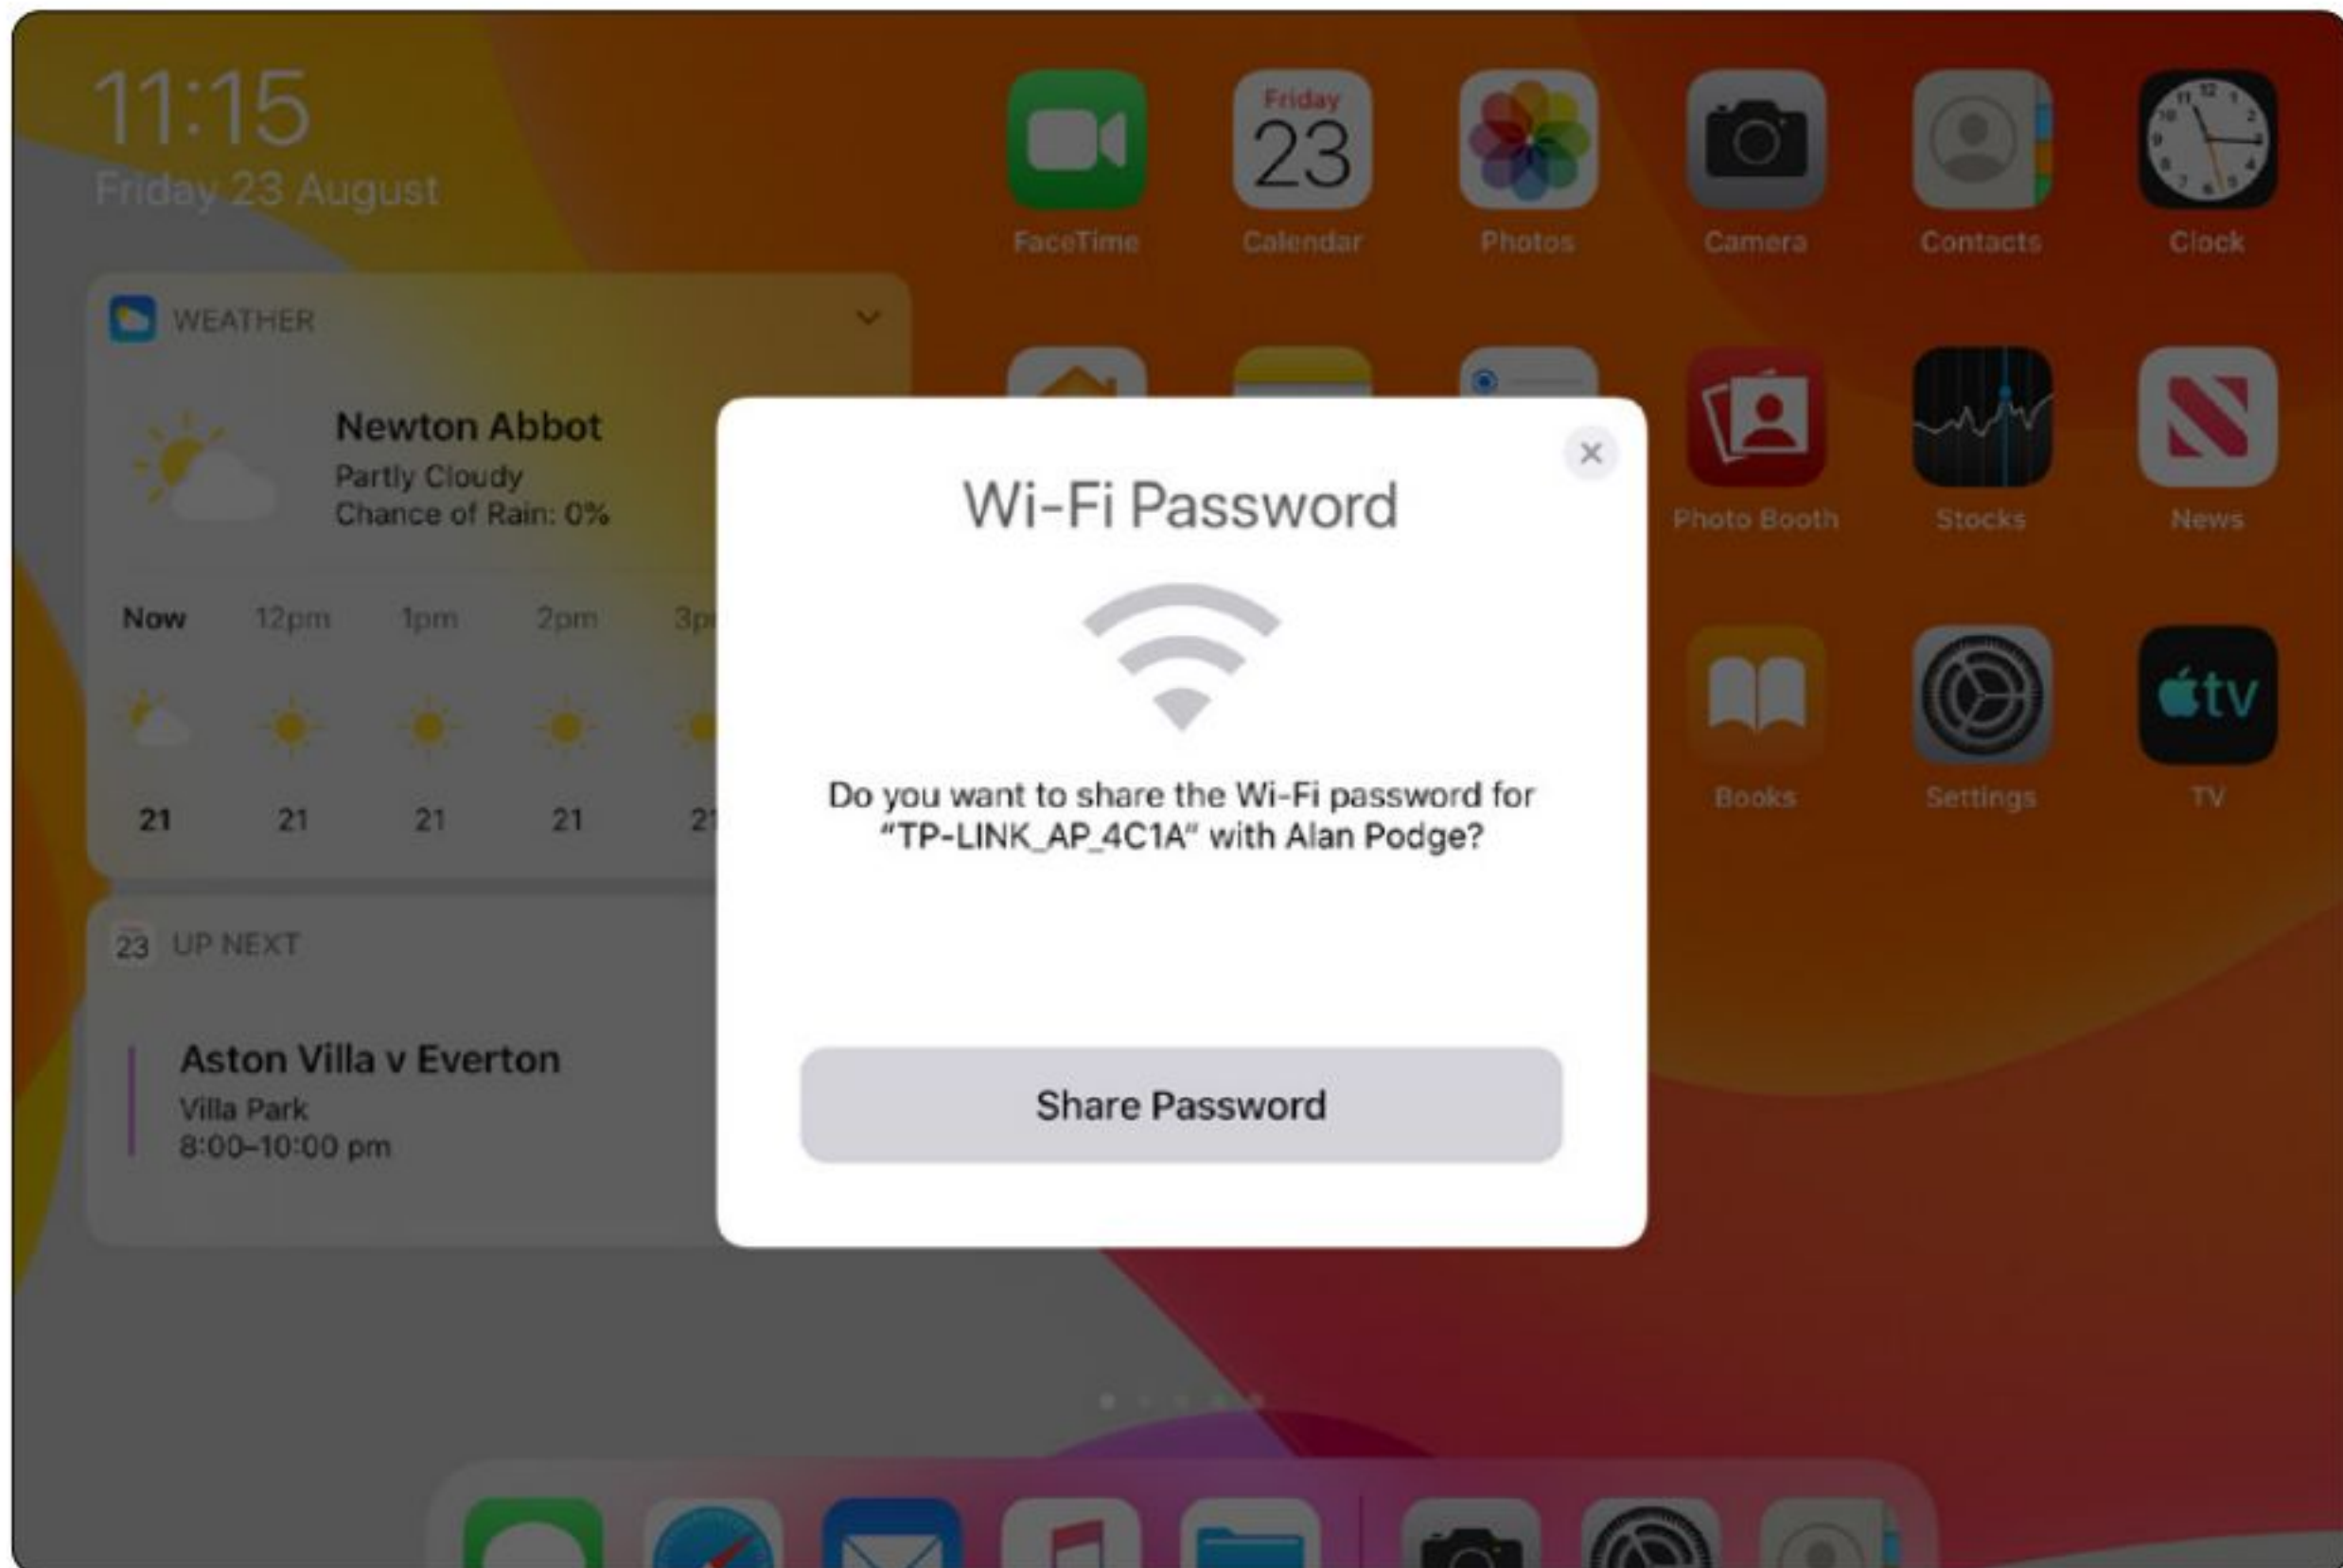 11:15
Friday 23 August
FaceTime
Friday
23
Calendar
Photos
Camera
Contacts
Clock
WEATHER
Newton Abbot
Partly Cloudy
Chance of Rain: 0%
Now 12pm 1pm 2pm
21 21 21 21 21
Photo Booth
Stocks
News
tv
Books
Settings
TV
23 UP NEXT
Aston Villa v Everton
Villa Park
8:00–10:00 pm
Wi-Fi Password
Do you want to share the Wi-Fi password for
“TP-LINK_AP_4C1A” with Alan Podge?
Share Password